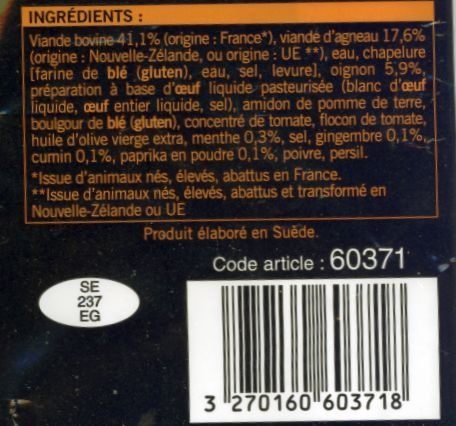 INGRÉDIENTS :
Viande bovine 41,1% (origine : France*), viande d'agneau 17,6%
(origine : Nouvelle-Zélande, ou origine : UE **), eau, chapelure
[farine de blé (gluten), eau, sel, levure], oignon 5,9%,
préparation à base d'œuf liquide pasteurisée (blanc d'œuf
liquide, œuf entier liquide, sel), amidon de pomme de terre,
boulgour de blé (gluten), concentré de tomate, flocon de tomate,
huile d'olive vierge extra, menthe 0,3%, sel, gingembre 0,1%,
cumin 0,1%, paprika en poudre 0,1%, poivre, persil.
*Issue d'animaux nés, élevés, abattus en France.
**Issue d'animaux nés, élevés, abattus et transformé en
Nouvelle-Zélande ou UE
Produit élaboré en Suède.
Code article : 60371
SE
237
EG
3 270160 603718